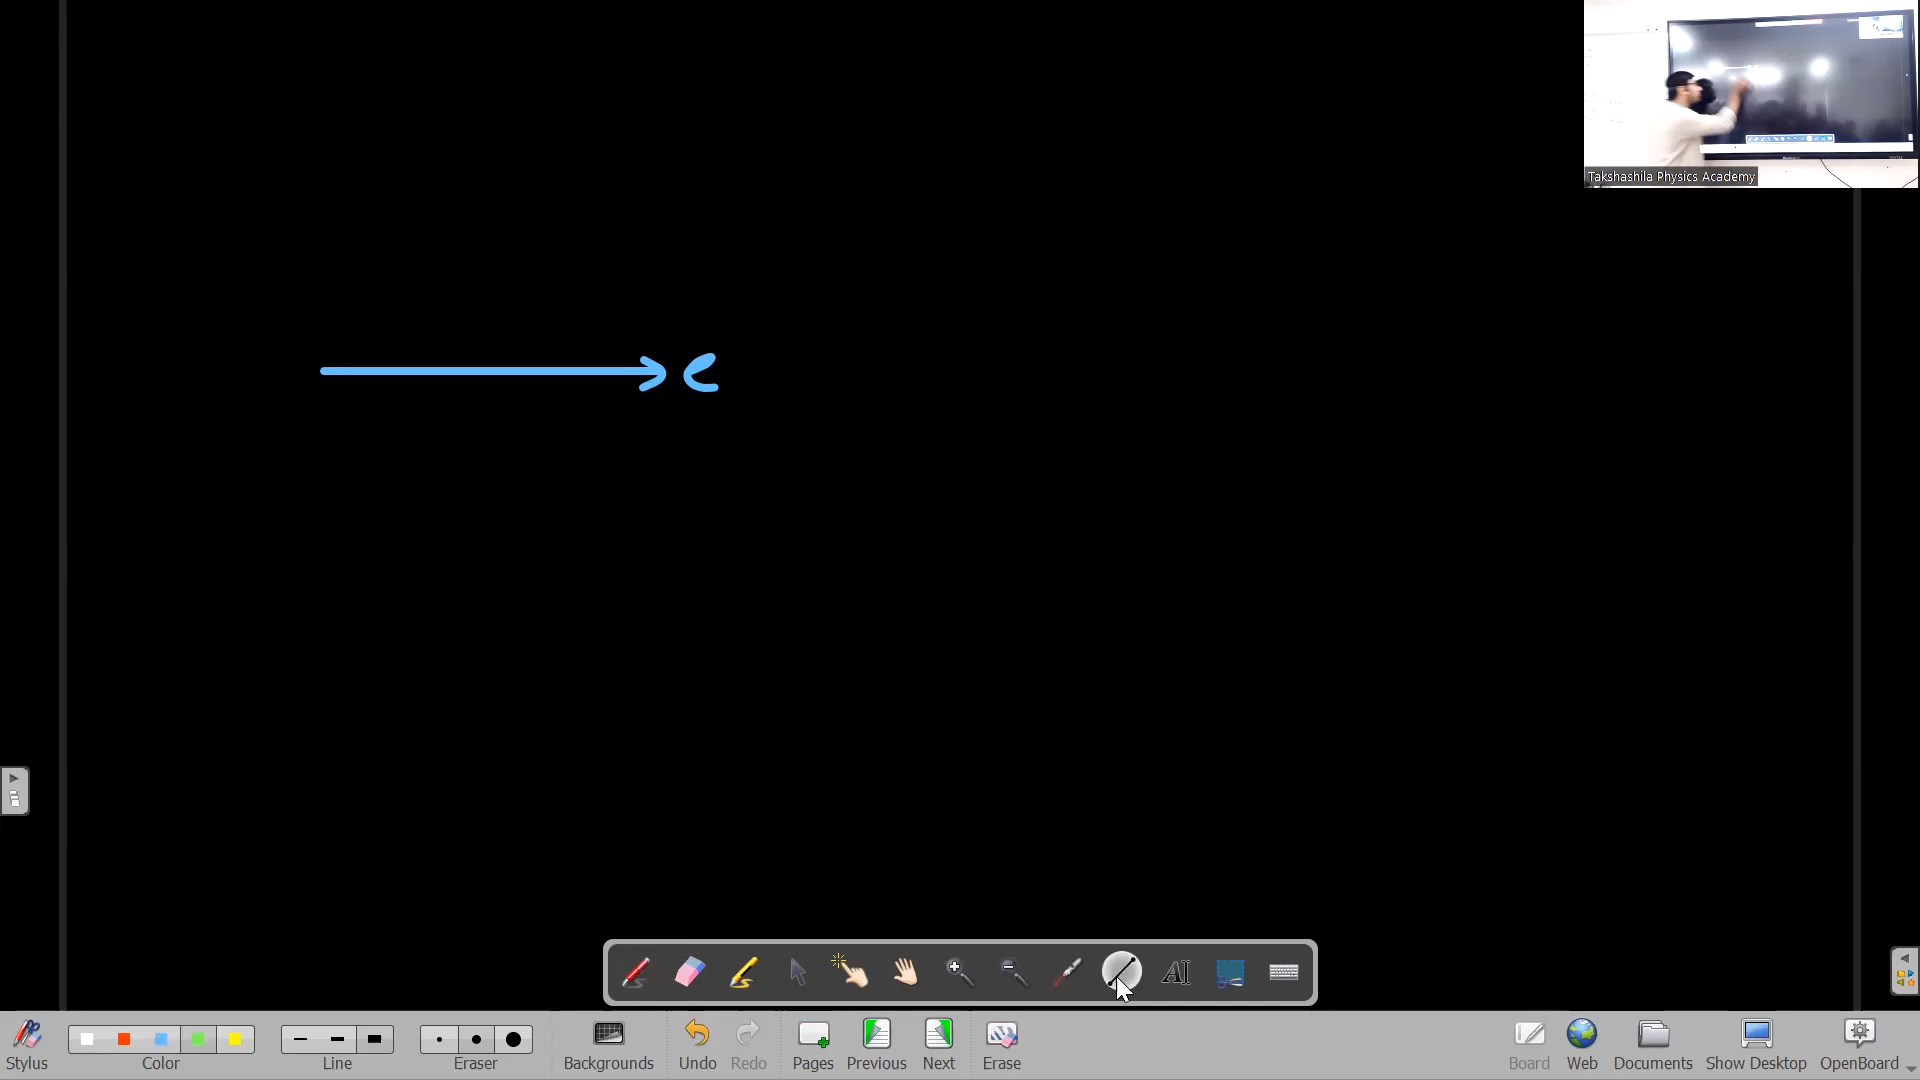 Takshashila Physics Academy
e
AI
Stylus
Color
Line
Eraser
Backgrounds
Undo
Redo
Pages
Previous
Next
Erase
Board
Web
Documents
Show Desktop
OpenBoard